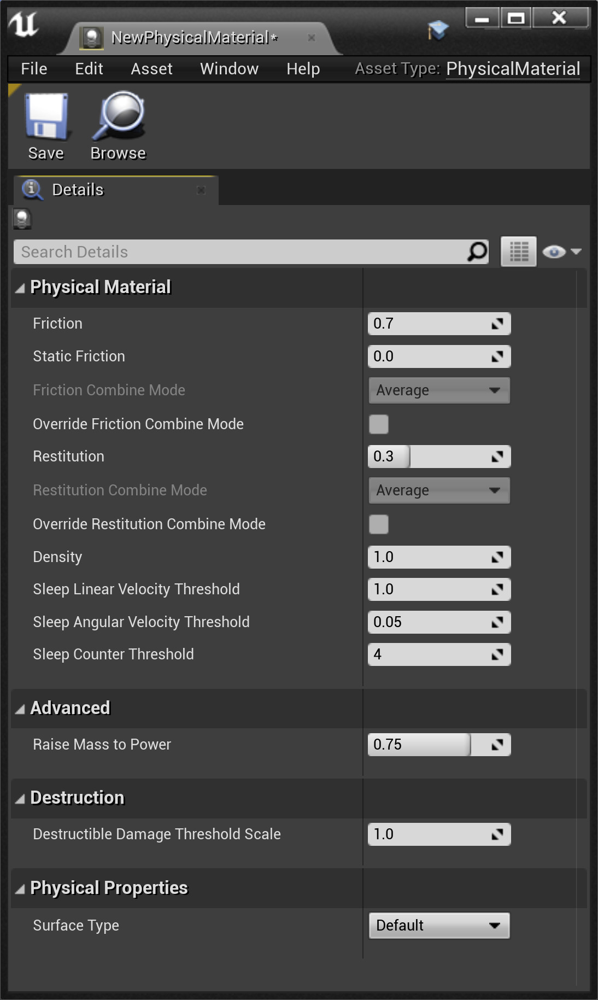 NewPhysicalMaterial*
File Edit Asset Window Help Asset Type: PhysicalMaterial
Save Browse
Details
Search Details
Physical Material
Friction 0.7
Static Friction 0.0
Friction Combine Mode Average
Override Friction Combine Mode
Restitution 0.3
Restitution Combine Mode Average
Override Restitution Combine Mode
Density 1.0
Sleep Linear Velocity Threshold 1.0
Sleep Angular Velocity Threshold 0.05
Sleep Counter Threshold 4
Advanced
Raise Mass to Power 0.75
Destruction
Destructible Damage Threshold Scale 1.0
Physical Properties
Surface Type Default